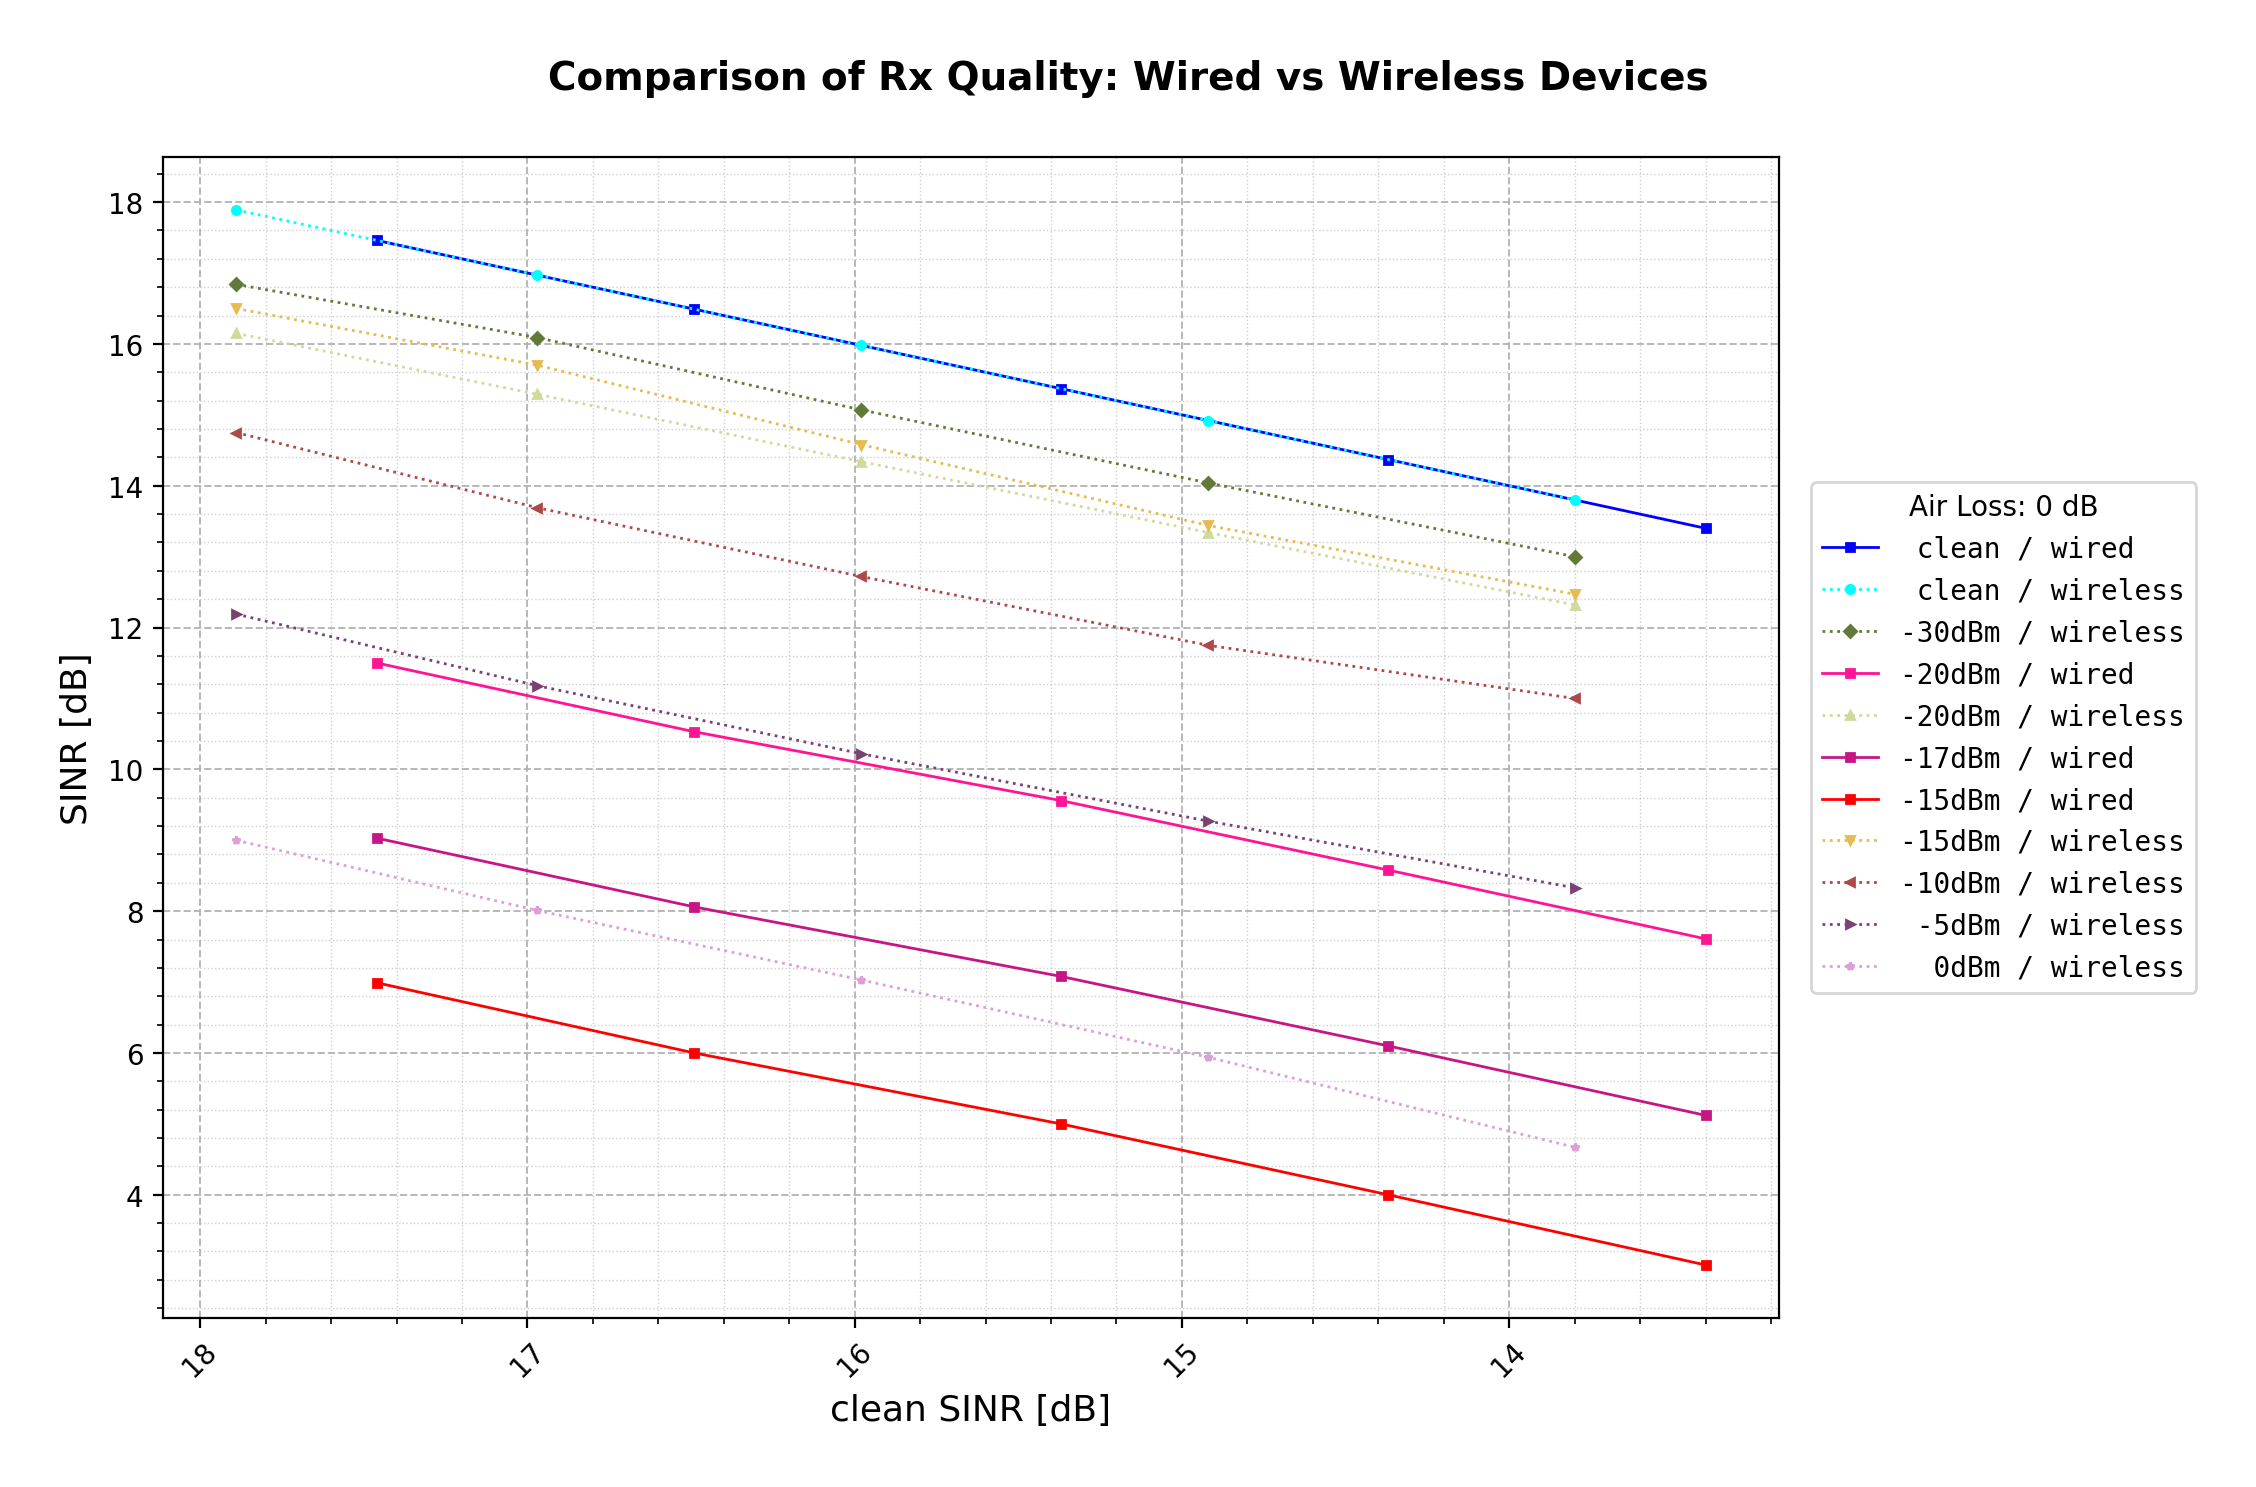 Comparison of Rx Quality: Wired vs Wireless Devices
SINR [dB]
18
16
14
12
10
8
6
4
18
17
16
15
14
clean SINR [dB]
Air Loss: 0 dB
clean / wired
clean / wireless
-30dBm / wireless
-20dBm / wired
-20dBm / wireless
-17dBm / wired
-15dBm / wired
-15dBm / wireless
-10dBm / wireless
-5dBm / wireless
0dBm / wireless